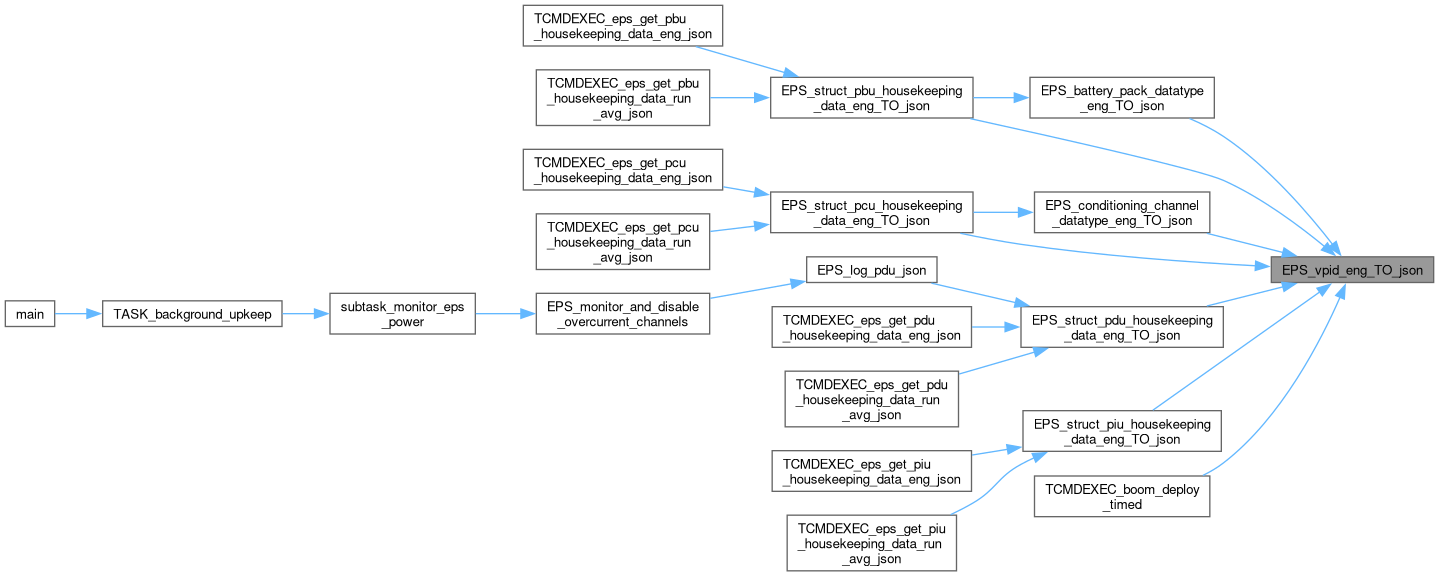 TCMDEXEC_eps_get_pbu
_housekeeping_data_eng_json
TCMDEXEC_eps_get_pbu
_housekeeping_data_run
_avg_json
EPS_struct_pbu_housekeeping
_data_eng_TO_json
EPS_battery_pack_datatype
_eng_TO_json
TCMDEXEC_eps_get_pcu
_housekeeping_data_eng_json
TCMDEXEC_eps_get_pcu
_housekeeping_data_run
_avg_json
EPS_struct_pcu_housekeeping
_data_eng_TO_json
EPS_conditioning_channel
_datatype_eng_TO_json
EPS_vpid_eng_TO_json
main
TASK_background_upkeep
subtask_monitor_eps
_power
EPS_monitor_and_disable
_overcurrent_channels
EPS_log_pdu_json
TCMDEXEC_eps_get_pdu
_housekeeping_data_eng_json
TCMDEXEC_eps_get_pdu
_housekeeping_data_run
_avg_json
EPS_struct_pdu_housekeeping
_data_eng_TO_json
TCMDEXEC_eps_get_piu
_housekeeping_data_eng_json
TCMDEXEC_eps_get_piu
_housekeeping_data_run
_avg_json
EPS_struct_piu_housekeeping
_data_eng_TO_json
TCMDEXEC_boom_deploy
_timed